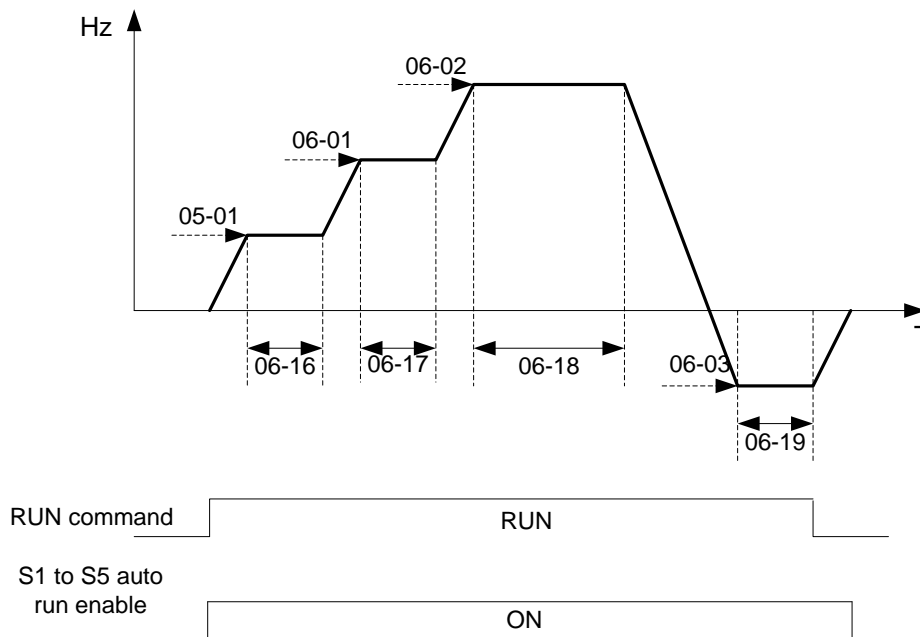 Hz
06-02
06-01
05-01
06-16
06-17
06-18
06-03
06-19
RUN command
RUN
S1 to S5 auto
run enable
ON